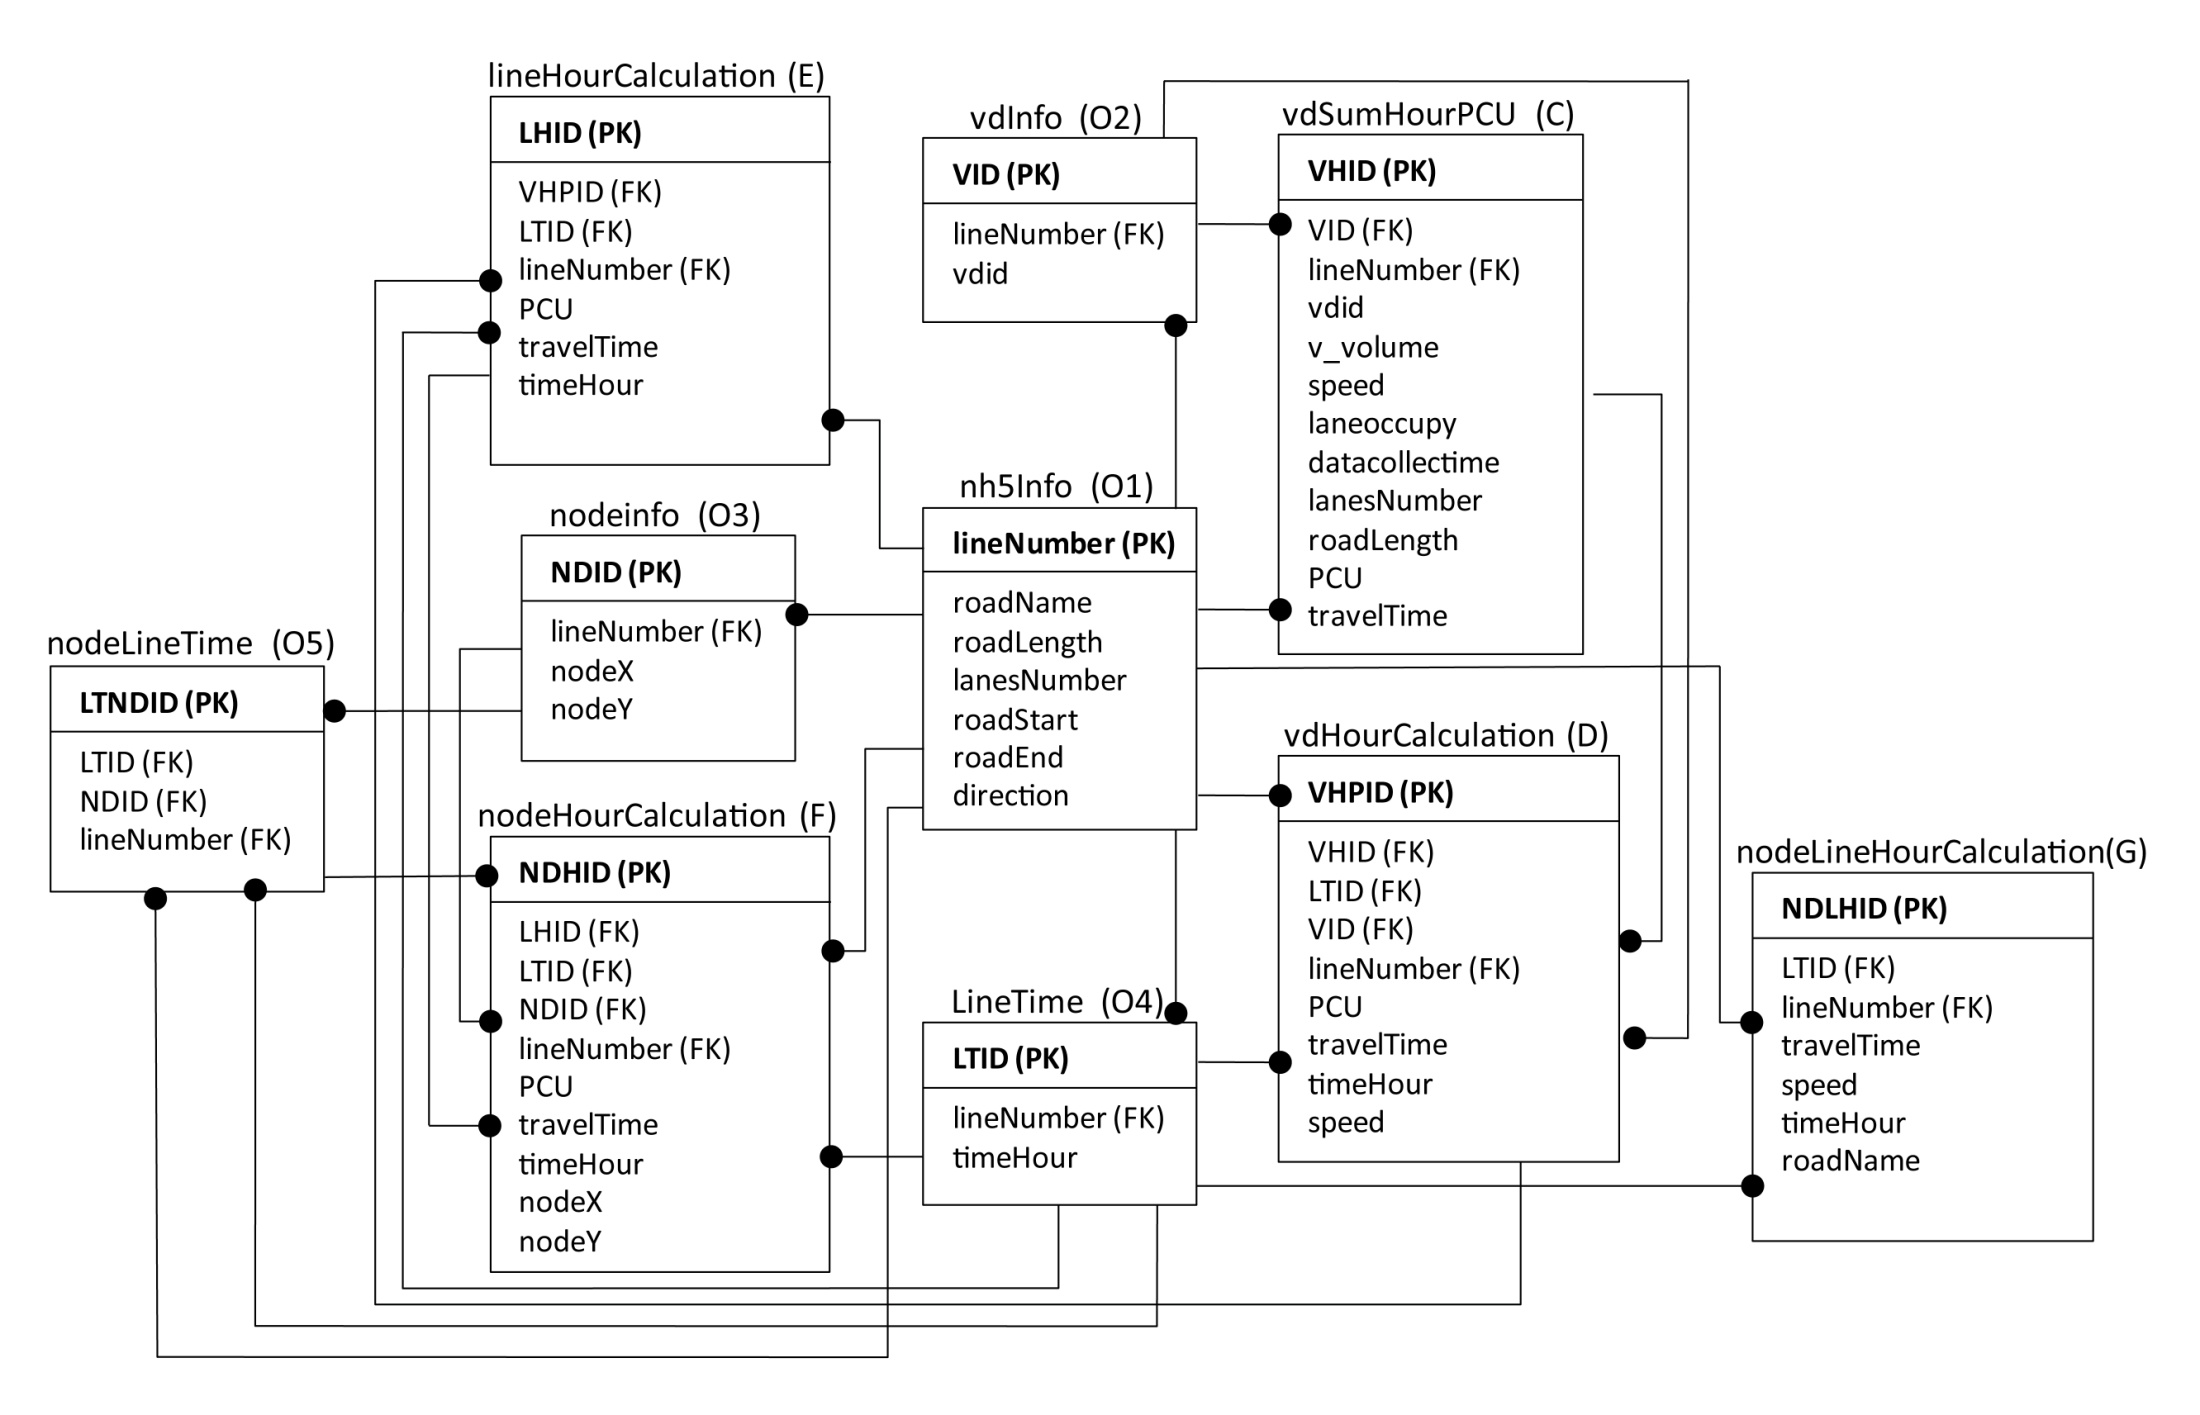 lineHourCalculation (E)
LHID (PK)
VHPID (FK)
LTID (FK)
lineNumber (FK)
PCU
travelTime
timeHour
vdInfo (O2)
VID (PK)
lineNumber (FK)
vdid
vdSumHourPCU (C)
VHID (PK)
VID (FK)
lineNumber (FK)
vdid
v_volume
speed
laneoccupy
datacollectime
lanesNumber
roadLength
PCU
travelTime
nodeinfo (O3)
NDID (PK)
lineNumber (FK)
nodeX
nodeY
nh5Info (O1)
lineNumber (PK)
roadName
roadLength
lanesNumber
roadStart
roadEnd
direction
nodeLineTime (O5)
LTNDID (PK)
LTID (FK)
NDID (FK)
lineNumber (FK)
nodeHourCalculation (F)
NDHID (PK)
LHID (FK)
LTID (FK)
NDID (FK)
lineNumber (FK)
PCU
travelTime
timeHour
nodeX
nodeY
LineTime (O4)
LTID (PK)
lineNumber (FK)
timeHour
vdHourCalculation (D)
VHPID (PK)
VHID (FK)
LTID (FK)
VID (FK)
lineNumber (FK)
PCU
travelTime
timeHour
speed
nodeLineHourCalculation(G)
NDLHID (PK)
LTID (FK)
lineNumber (FK)
travelTime
speed
timeHour
roadName